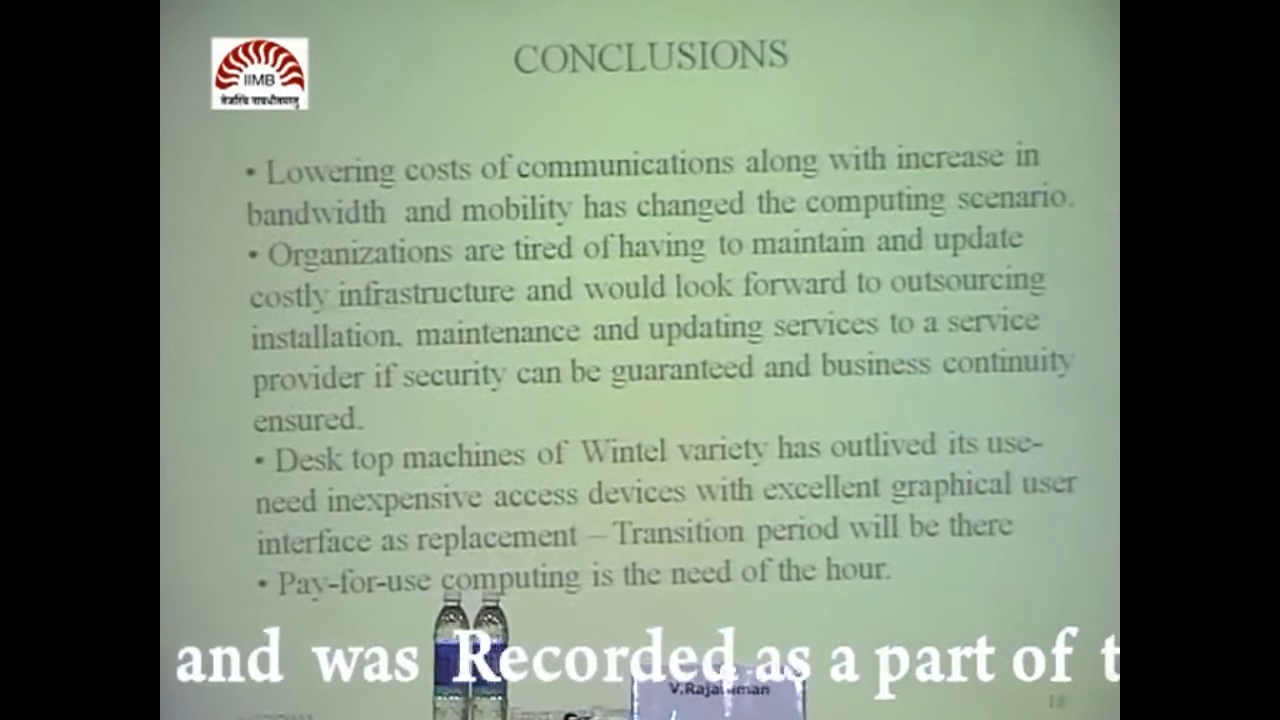 IIMB
तेजस्वि नावधीतमस्तु
CONCLUSIONS
• Lowering costs of communications along with increase in
bandwidth and mobility has changed the computing scenario.
• Organizations are tired of having to maintain and update
costly infrastructure and would look forward to outsourcing
installation, maintenance and updating services to a service
provider if security can be guaranteed and business continuity
ensured.
• Desk top machines of Wintel variety has outlived its use-
need inexpensive access devices with excellent graphical user
interface as replacement – Transition period will be there
• Pay-for-use computing is the need of the hour.
and was Recorded as a part of t